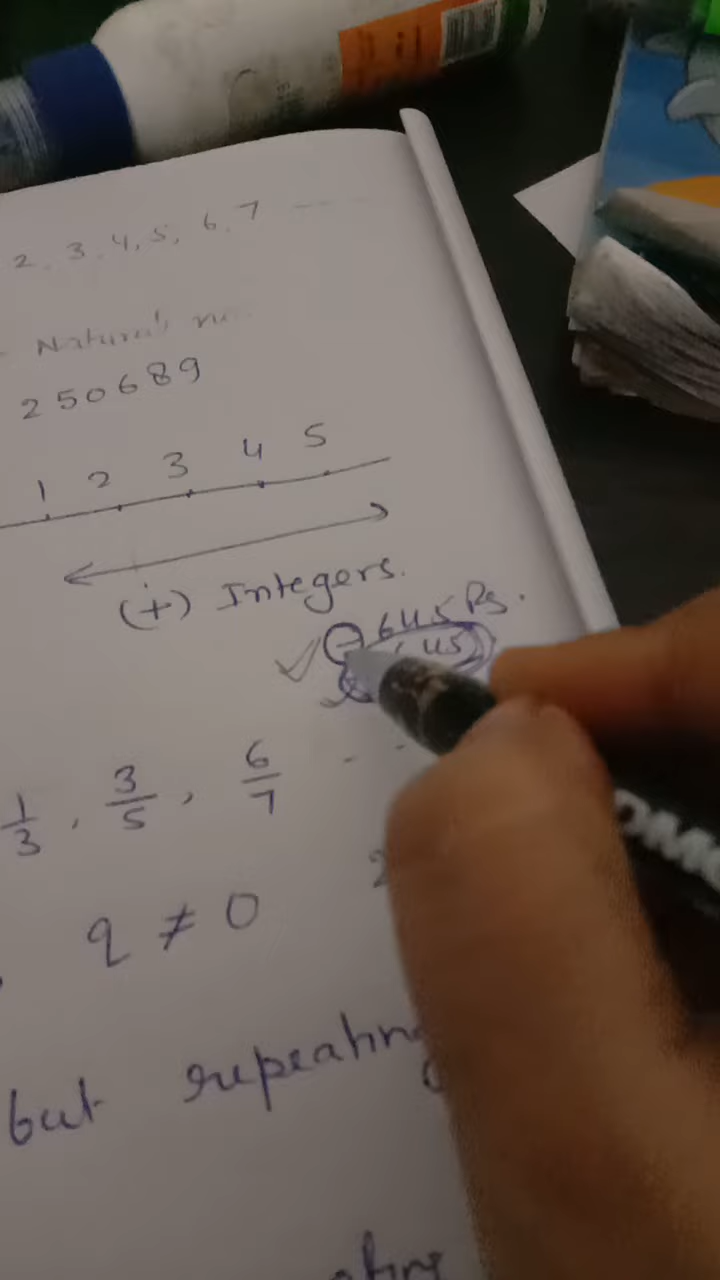 2, 3, 4, 5, 6, 7 -----
Natural
250689
1 2 3 4 5
(+) Integers.
- 645 Rs.
645
1/3, 3/5, 6/7 - -
q ≠ 0
but repeating